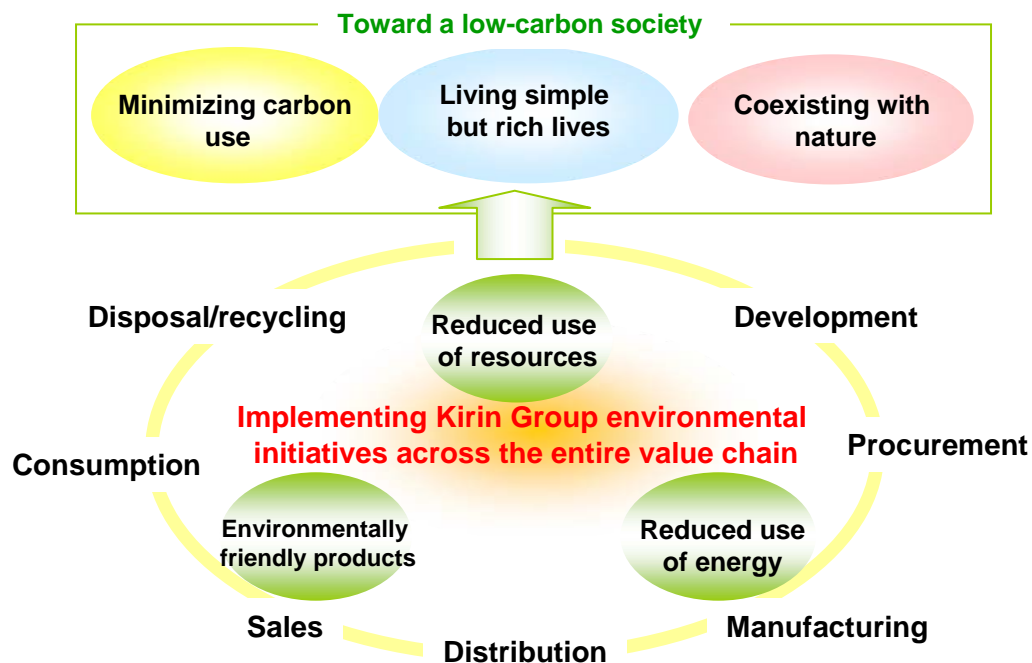 Toward a low-carbon society
Minimizing carbon
use
Living simple
but rich lives
Coexisting with
nature
Disposal/recycling
Reduced use
of resources
Development
Implementing Kirin Group environmental
initiatives across the entire value chain
Consumption
Procurement
Environmentally
friendly products
Reduced use
of energy
Sales
Distribution
Manufacturing